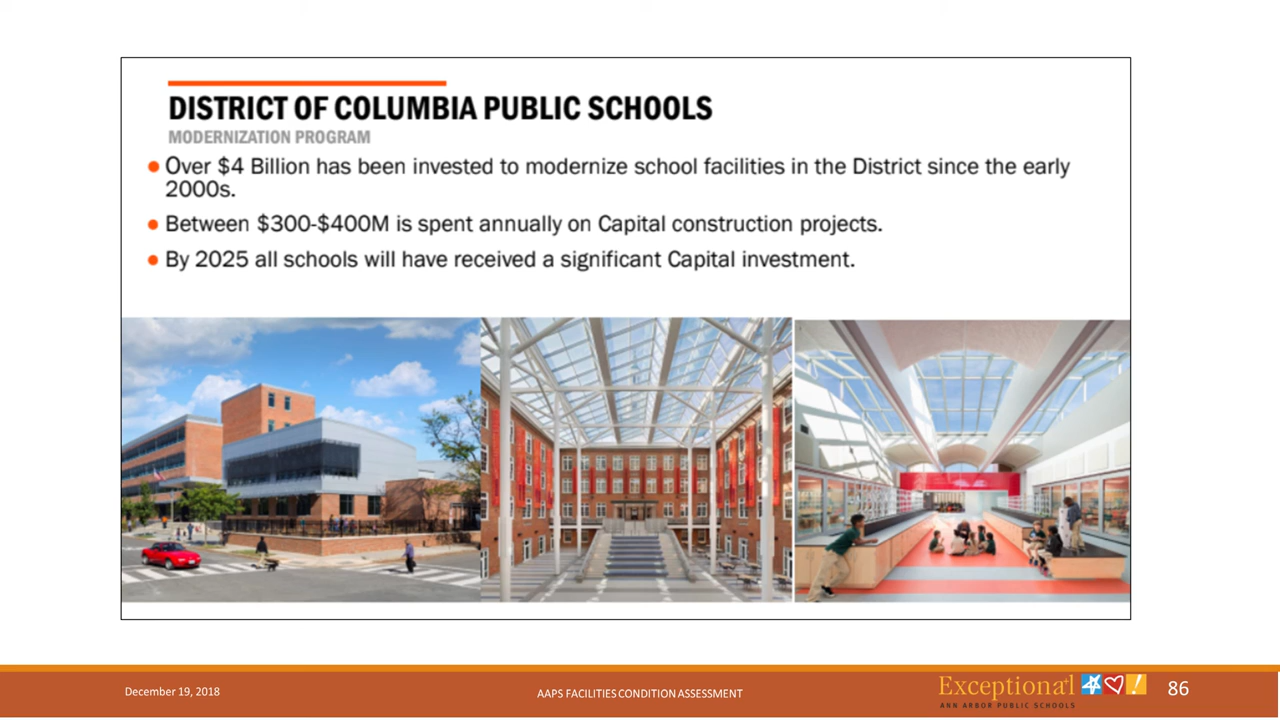 DISTRICT OF COLUMBIA PUBLIC SCHOOLS
MODERNIZATION PROGRAM
Over $4 Billion has been invested to modernize school facilities in the District since the early
2000s.
Between $300-$400M is spent annually on Capital construction projects.
By 2025 all schools will have received a significant Capital investment.
December 19, 2018
AAPS FACILITIES CONDITION ASSESSMENT
Exceptional
ANN ARBOR PUBLIC SCHOOLS
86